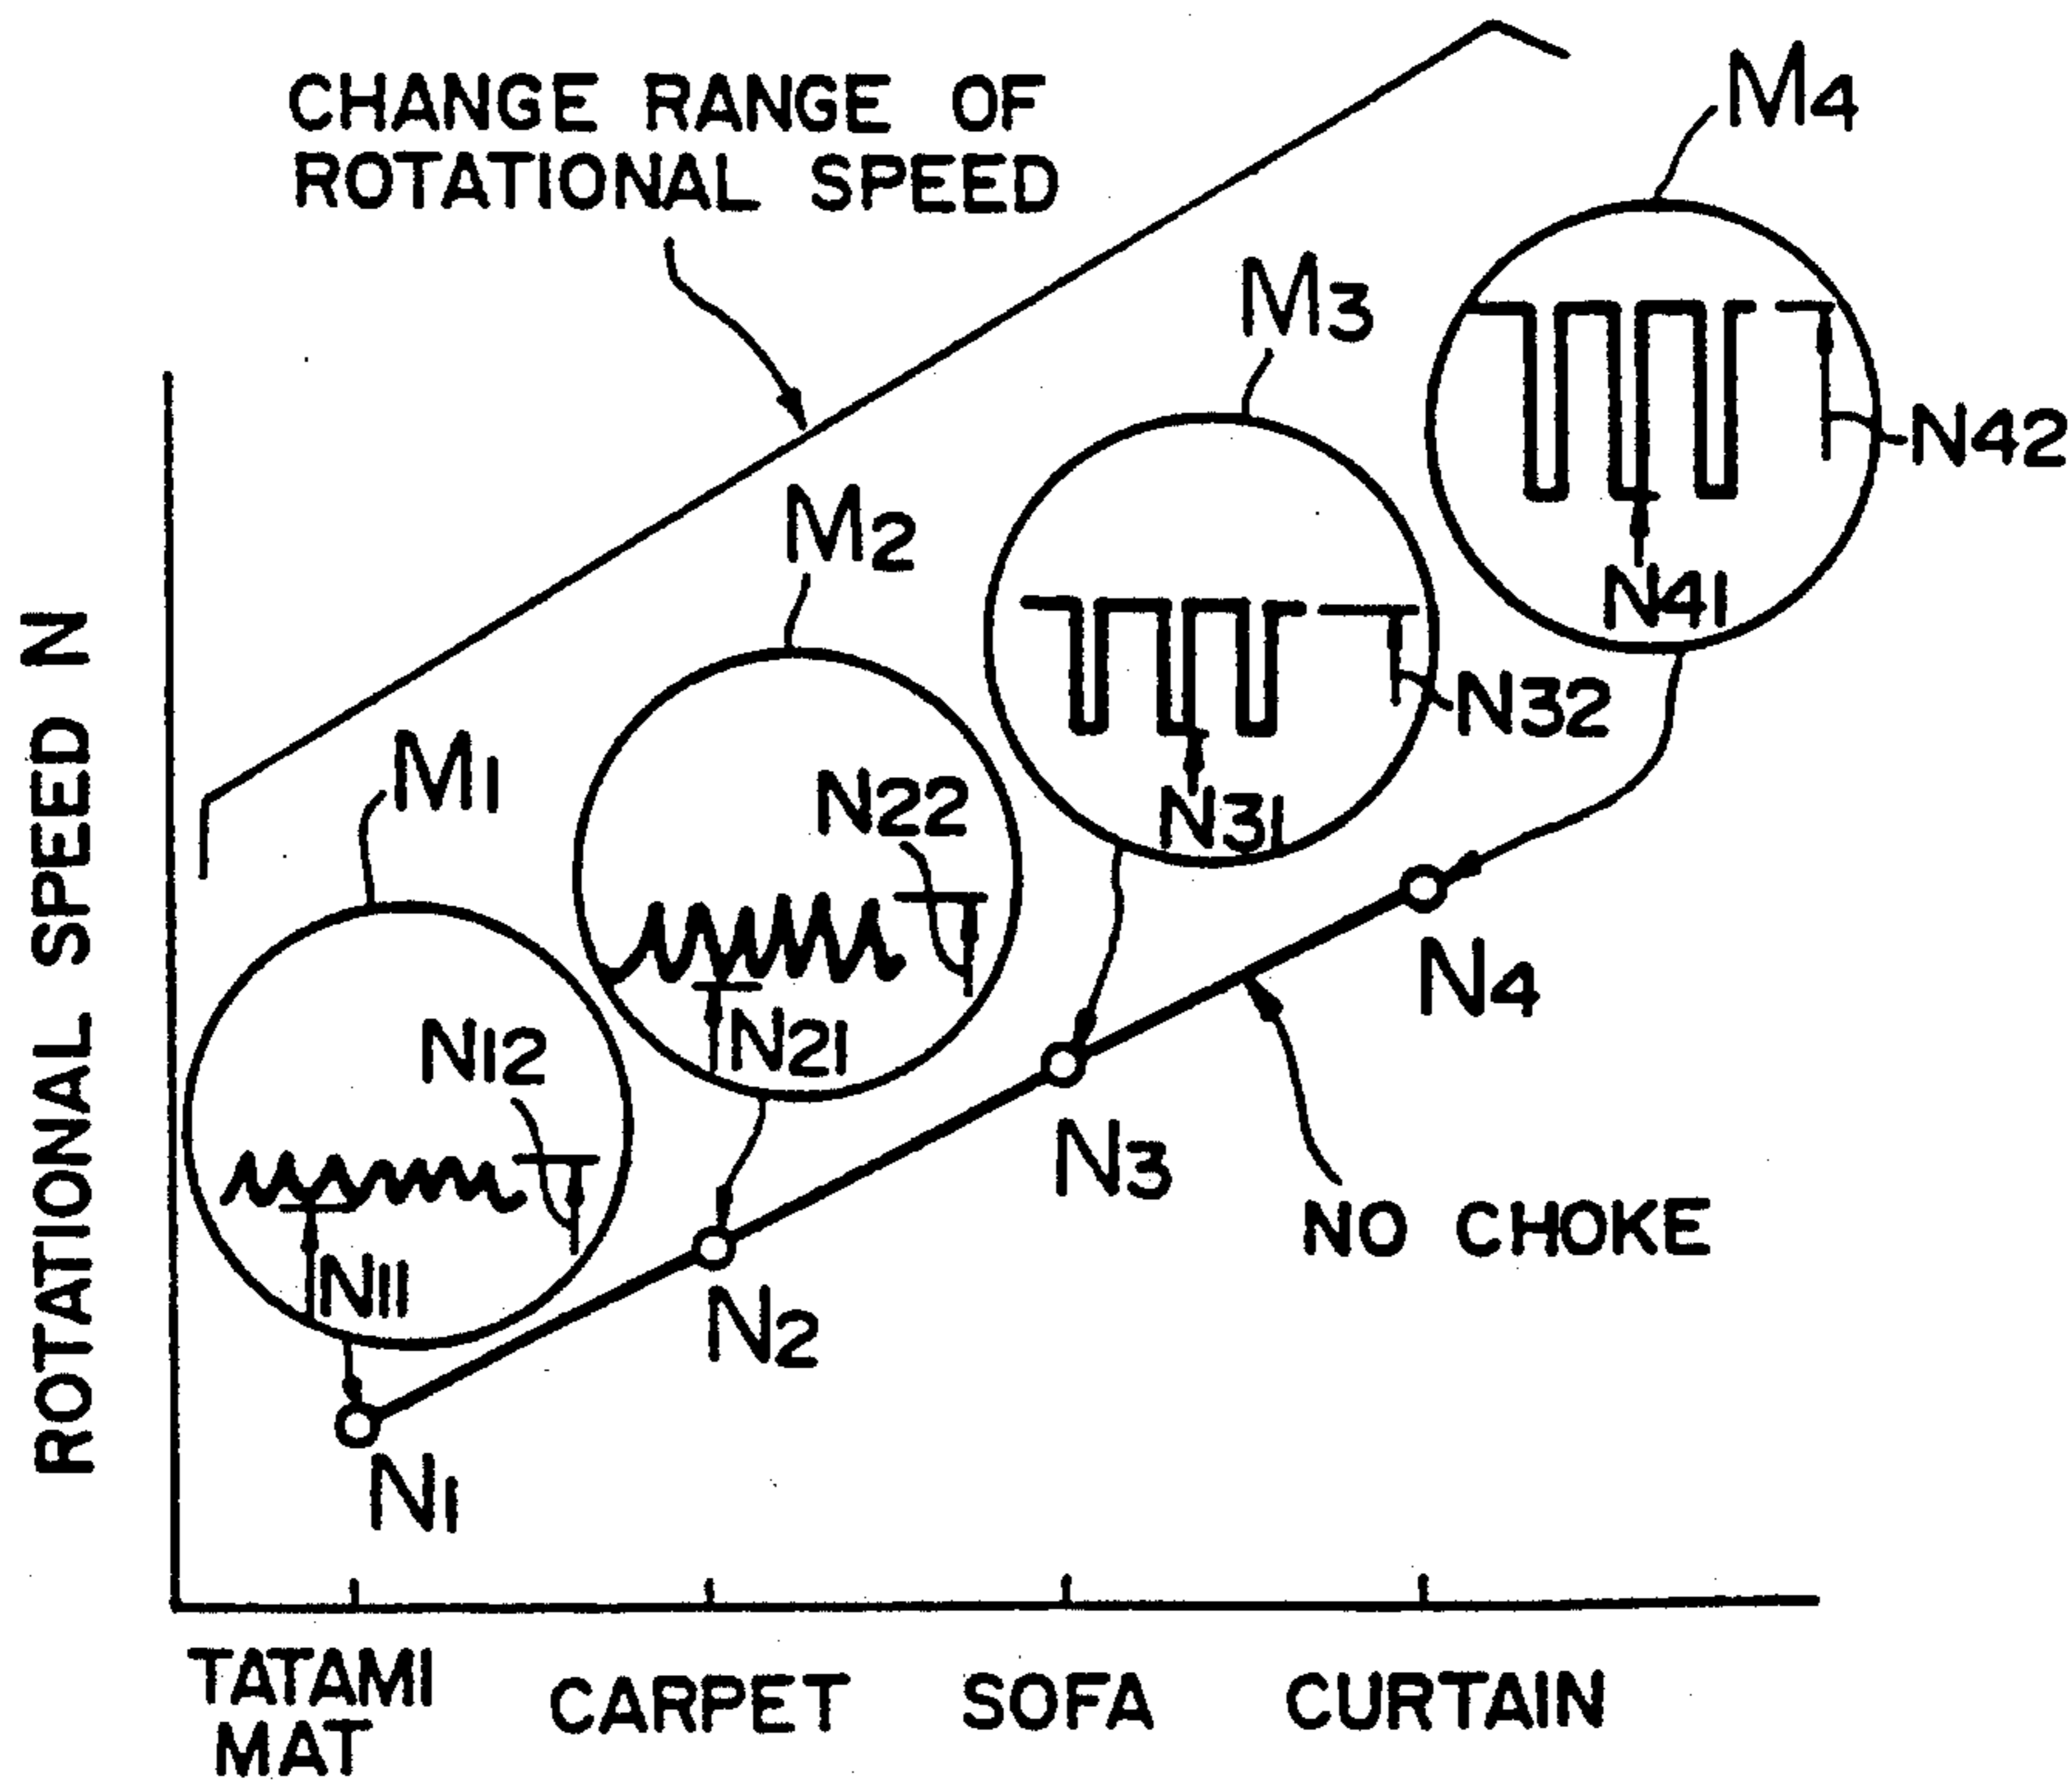 CHANGE RANGE OF
ROTATIONAL SPEED
M4
M3
N42
M2
N41
N32
M1
N22
N31
N21
N4
N12
N3
NO CHOKE
N11
N2
N1
ROTATIONAL SPEED N
TATAMI
MAT
CARPET
SOFA
CURTAIN